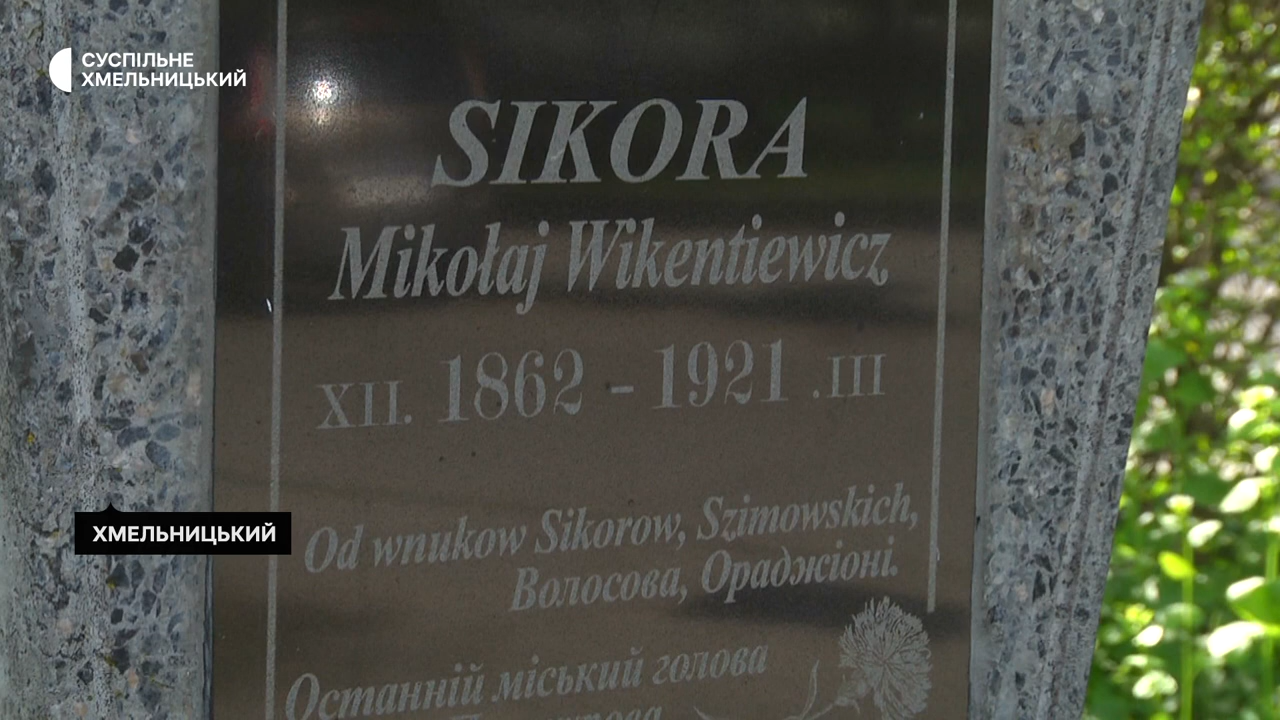 СУСПІЛЬНЕ
ХМЕЛЬНИЦЬКИЙ
SIKORA
Mikołaj Wikentiewicz
XII. 1862 - 1921 .III
ХМЕЛЬНИЦЬКИЙ
Od wnukow Sikorow, Szimowskich,
Волосова, Ораджіоні.
Останній міський голова